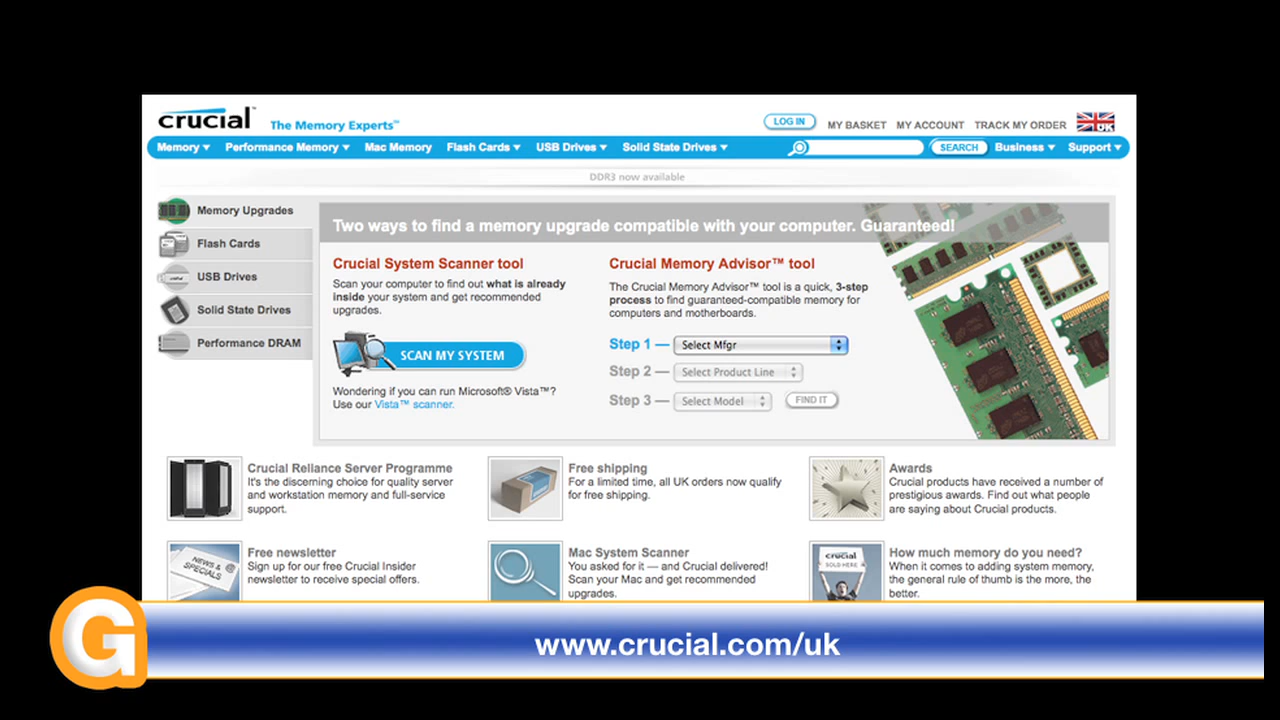 crucial™ The Memory Experts™
LOG IN MY BASKET MY ACCOUNT TRACK MY ORDER UK
Memory Performance Memory Mac Memory Flash Cards USB Drives Solid State Drives SEARCH Business Support
DDR3 now available
Memory Upgrades
Flash Cards
USB Drives
Solid State Drives
Performance DRAM
Two ways to find a memory upgrade compatible with your computer. Guaranteed!
Crucial System Scanner tool
Scan your computer to find out what is already
inside your system and get recommended
upgrades.
SCAN MY SYSTEM
Wondering if you can run Microsoft® Vista™?
Use our Vista™ scanner.
Crucial Memory Advisor™ tool
The Crucial Memory Advisor™ tool is a quick, 3-step
process to find guaranteed-compatible memory for
computers and motherboards.
Step 1 — Select Mfgr
Step 2 — Select Product Line
Step 3 — Select Model FIND IT
Crucial Reliance Server Programme
It's the discerning choice for quality server
and workstation memory and full-service
support.
Free shipping
For a limited time, all UK orders now qualify
for free shipping.
Awards
Crucial products have received a number of
prestigious awards. Find out what people
are saying about Crucial products.
NEWS &
SPECIALS
Free newsletter
Sign up for our free Crucial Insider
newsletter to receive special offers.
Mac System Scanner
You asked for it — and Crucial delivered!
Scan your Mac and get recommended
upgrades.
crucial
SOLD HERE
How much memory do you need?
When it comes to adding system memory,
the general rule of thumb is the more, the
better.
G
www.crucial.com/uk